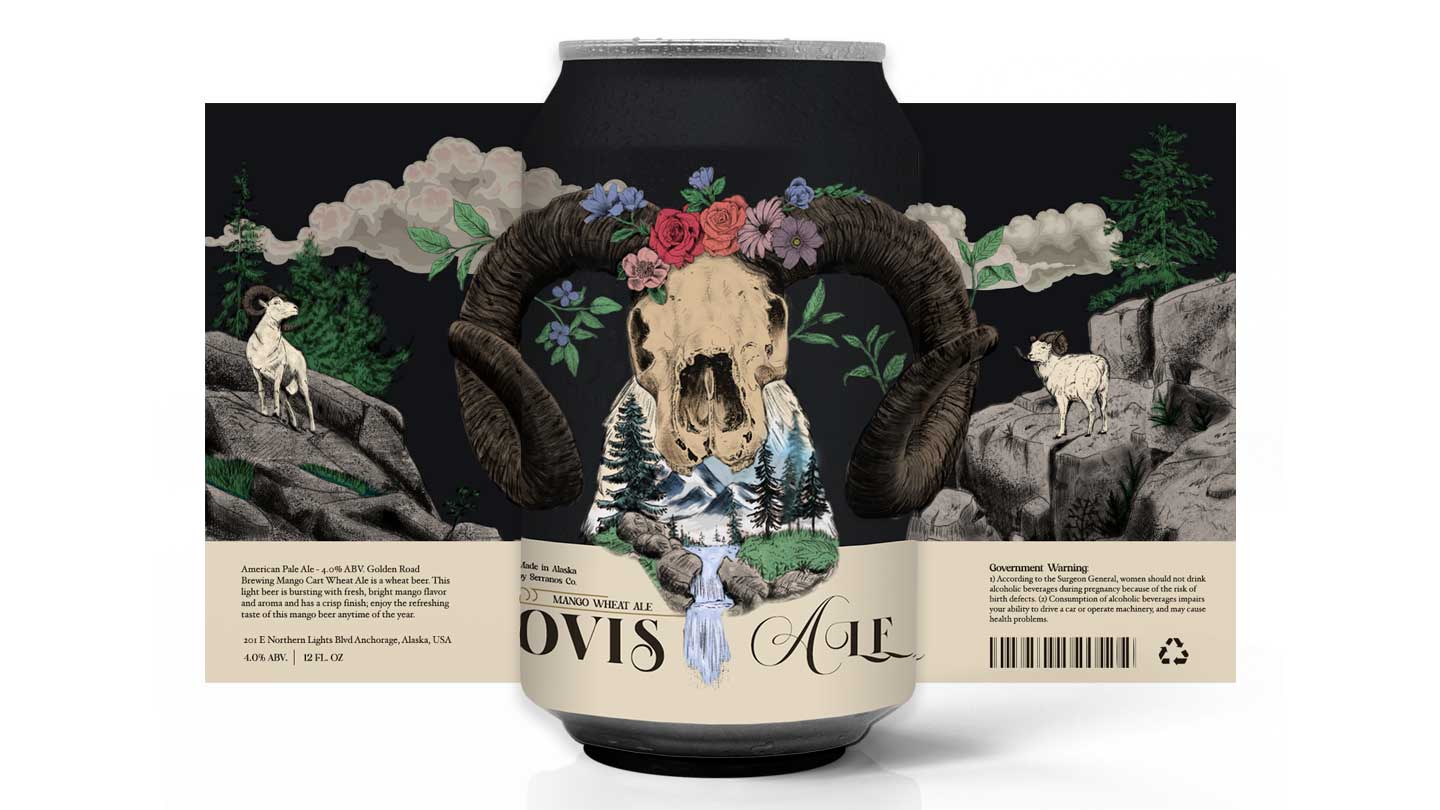 American Pale Ale - 4.0% ABV. Golden Road
Brewing Mango Cart Wheat Ale is a wheat beer. This
light beer is bursting with fresh, bright mango flavor
and aroma and has a crisp finish; enjoy the refreshing
taste of this mango beer anytime of the year.
201 E Northern Lights Blvd Anchorage, Alaska, USA
4.0% ABV. | 12 FL. OZ
Made in Alaska
by Serranos Co.
MANGO WHEAT ALE
OVIS ALE
Government Warning:
1) According to the Surgeon General, women should not drink
alcoholic beverages during pregnancy because of the risk of
birth defects. (2) Consumption of alcoholic beverages impairs
your ability to drive a car or operate machinery, and may cause
health problems.